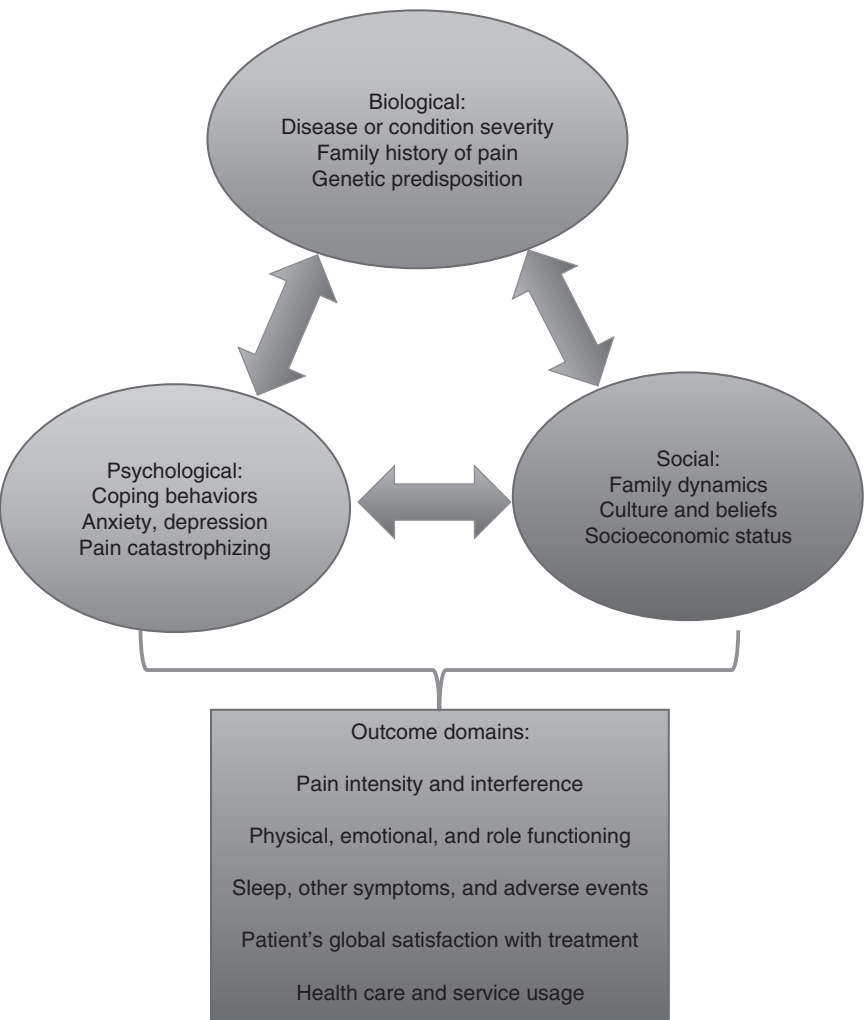 Biological:
Disease or condition severity
Family history of pain
Genetic predisposition
Psychological:
Coping behaviors
Anxiety, depression
Pain catastrophizing
Social:
Family dynamics
Culture and beliefs
Socioeconomic status
Outcome domains:
Pain intensity and interference
Physical, emotional, and role functioning
Sleep, other symptoms, and adverse events
Patient's global satisfaction with treatment
Health care and service usage